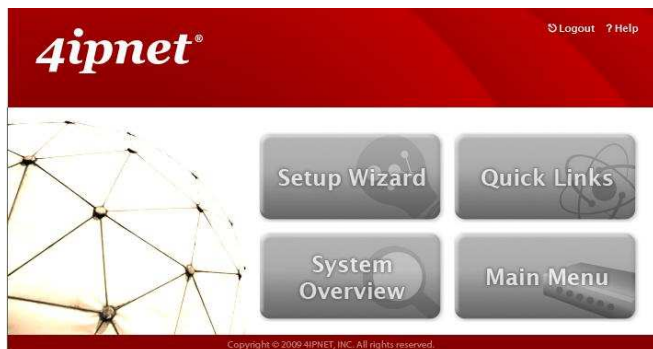 4ipnet®
Logout ? Help
Setup Wizard
Quick Links
System
Overview
Main Menu
Copyright © 2009 4IPNET, INC. All rights reserved.